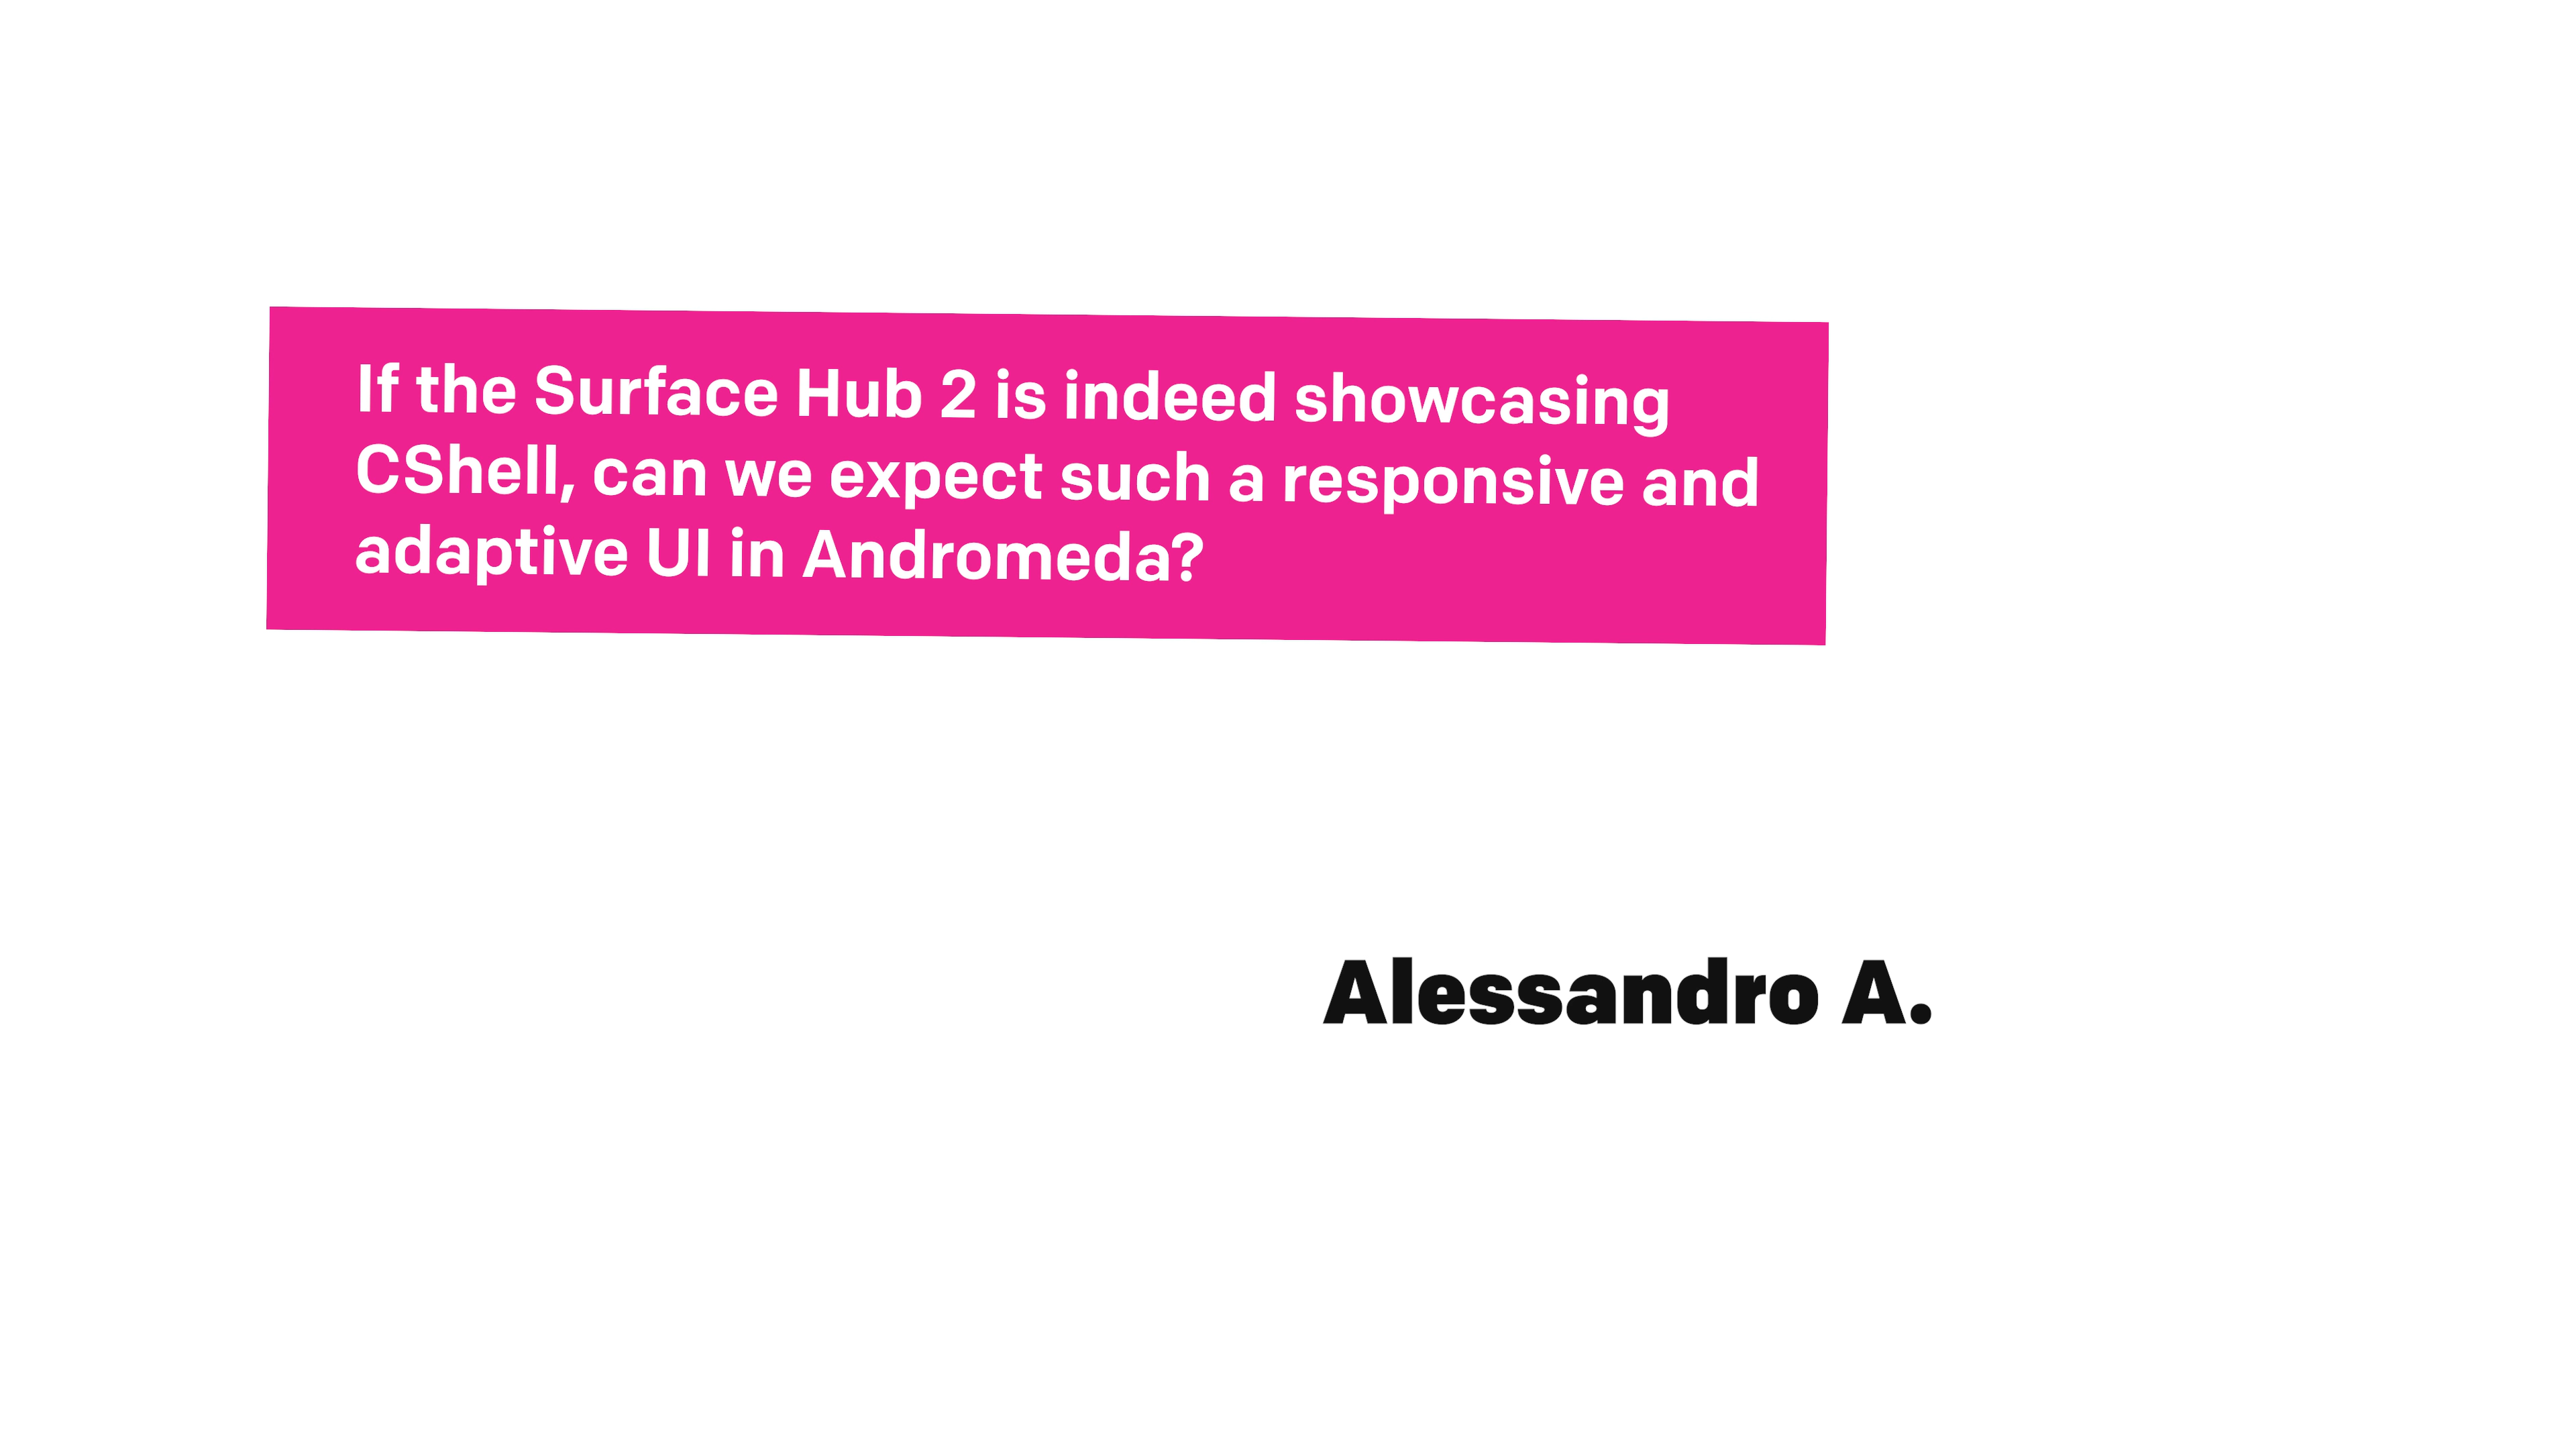 If the Surface Hub 2 is indeed showcasing
CShell, can we expect such a responsive and
adaptive UI in Andromeda?
Alessandro A.